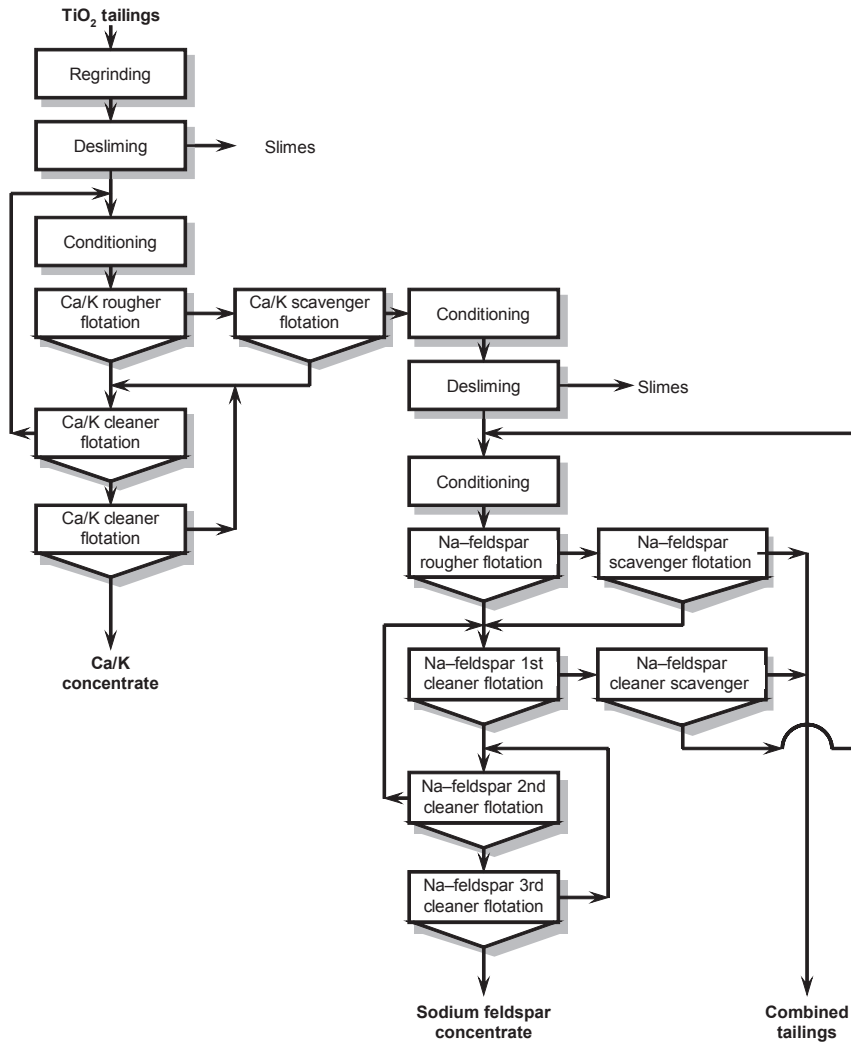 TiO2 tailings
Regrinding
Desliming
Slimes
Conditioning
Ca/K rougher
flotation
Ca/K scavenger
flotation
Conditioning
Desliming
Slimes
Ca/K cleaner
flotation
Conditioning
Ca/K cleaner
flotation
Na–feldspar
rougher flotation
Na–feldspar
scavenger flotation
Ca/K
concentrate
Na–feldspar 1st
cleaner flotation
Na–feldspar
cleaner scavenger
Na–feldspar 2nd
cleaner flotation
Na–feldspar 3rd
cleaner flotation
Sodium feldspar
concentrate
Combined
tailings